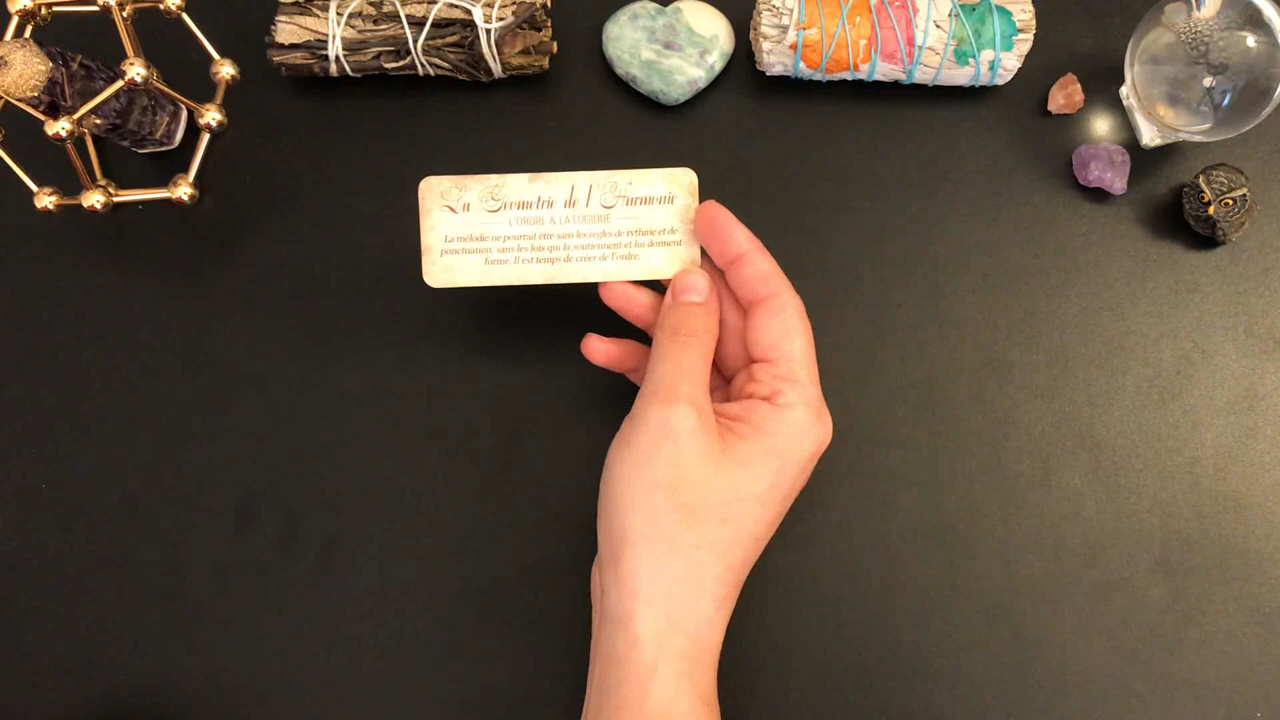 La Géometrie de l'Harmonie
L'ORDRE & LA LOGIQUE
La mélodie ne pourrait être sans les règles de rythme et de
ponctuation, sans les lois qui la soutiennent et lui donnent
forme. Il est temps de créer de l'ordre.